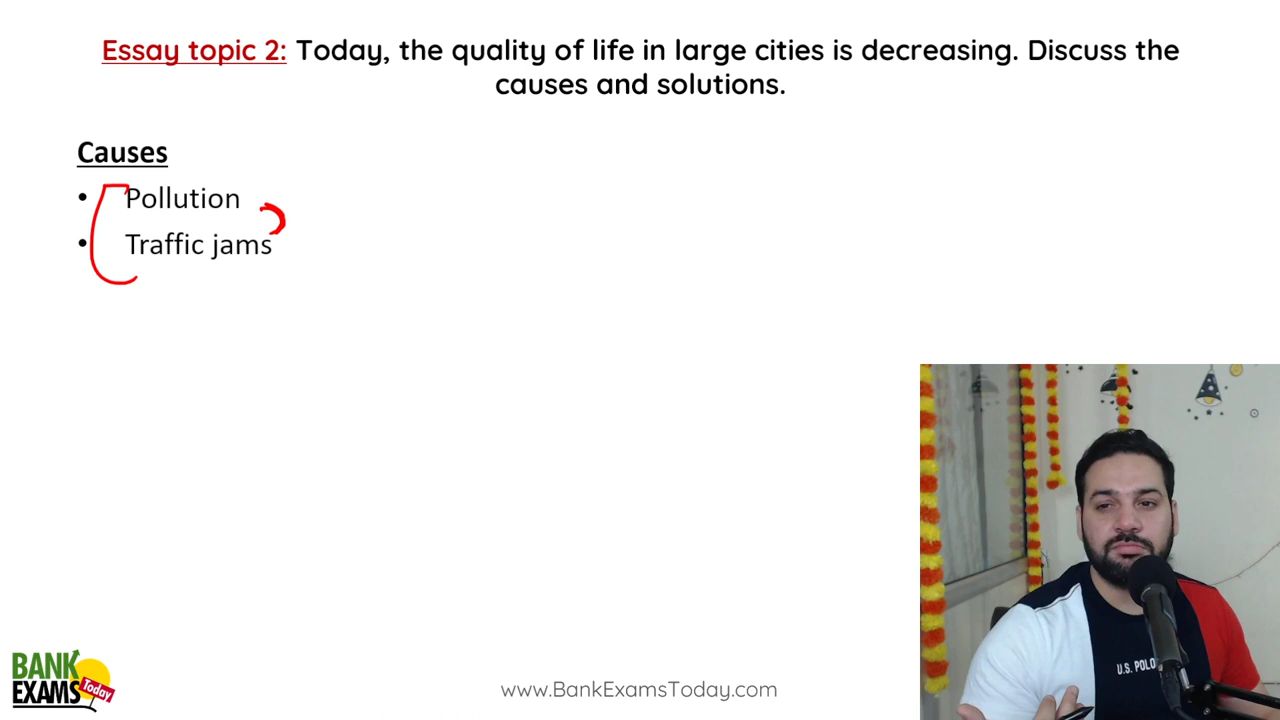 Essay topic 2: Today, the quality of life in large cities is decreasing. Discuss the
causes and solutions.
Causes
• Pollution
• Traffic jams
U.S. POLO
BANK
EXAMS Today
www.BankExamsToday.com